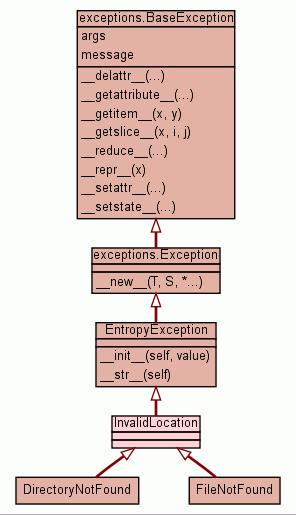 exceptions.BaseException
args
message
__delattr__(...)
__getattribute__(...)
__getitem__(x, y)
__getslice__(x, i, j)
__reduce__(...)
__repr__(x)
__setattr__(...)
__setstate__(...)
exceptions.Exception
__new__(T, S, *...)
EntropyException
__init__(self, value)
__str__(self)
InvalidLocation
DirectoryNotFound
FileNotFound